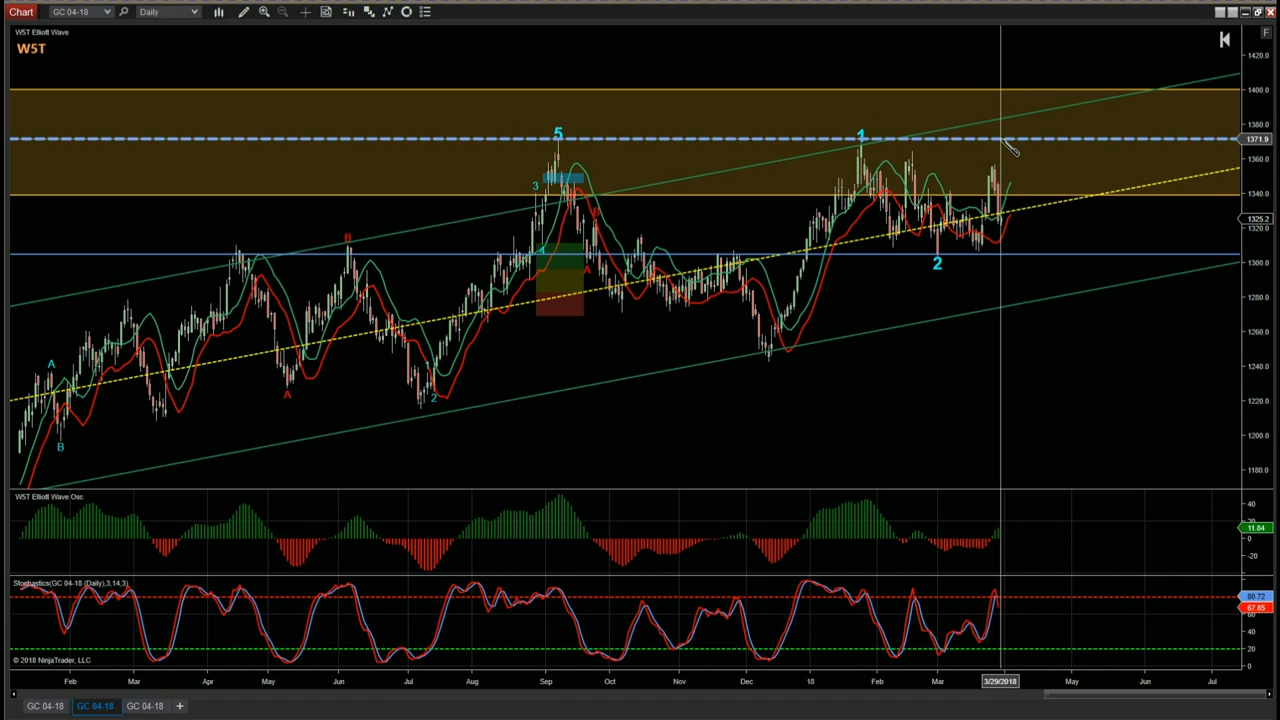 Chart GC 04-18 Daily
W5T Elliott Wave
W5T
F
1420.0
1400.0
1380.0
1371.9
1360.0
1340.0
1325.2
1320.0
1300.0
1280.0
1260.0
1240.0
1220.0
1200.0
1180.0
5
1
3
B
4
B
A
2
A
1
A
2
B
W5T Elliott Wave Osc
40
11.84
0
-20
Stochastics(GC 04-18 (Daily),3,14,3)
80.72
67.85
40
20
0
© 2018 NinjaTrader, LLC
Feb Mar Apr May Jun Jul Aug Sep Oct Nov Dec 18 Feb Mar 3/29/2018 May Jun Jul
GC 04-18 GC 04-18 GC 04-18 +